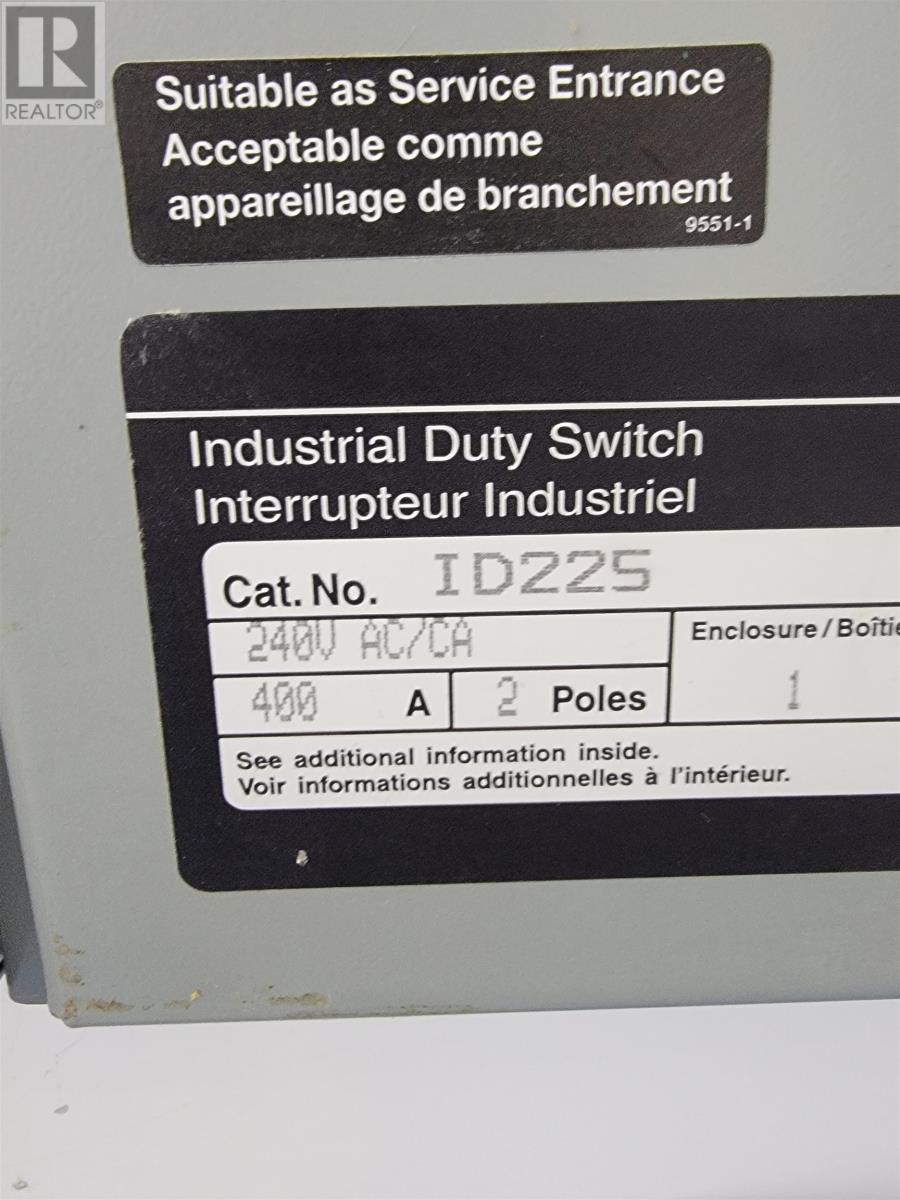 R
REALTOR®
Suitable as Service Entrance
Acceptable comme
appareillage de branchement
9551-1
Industrial Duty Switch
Interrupteur Industriel
Cat. No. ID225
240V AC/CA
Enclosure/Boîtie
400 A 2 Poles 1
See additional information inside.
Voir informations additionnelles à l'intérieur.